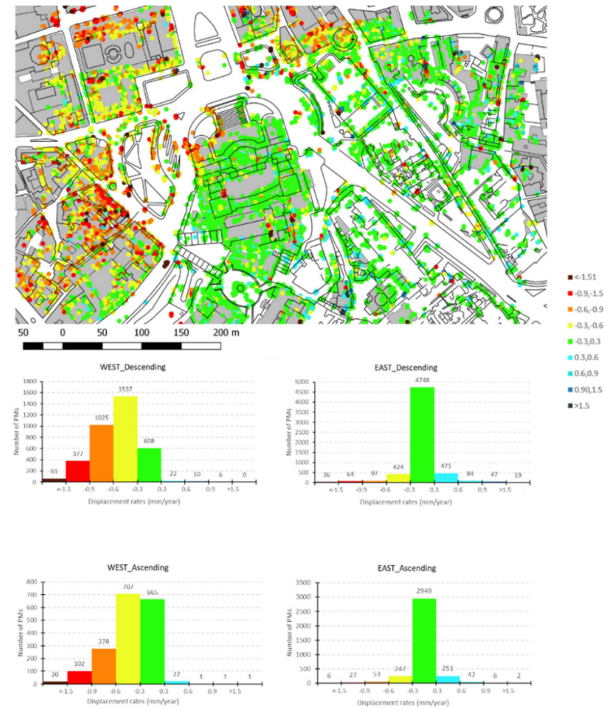 <-1.51
-0.9,-1.5
-0.6,-0.9
-0.3,-0.6
-0.3,0.3
0.3,0.6
0.6,0.9
0.90,1.5
>1.5
50 0 50 100 150 200 m
WEST_Descending
Number of PMs
1800
1600
1400
1200
1000
800
600
400
200
0
61 377 1025 1537 608 22 10 6 0
<-1.5 -0.9 -0.6 -0.3 0.3 0.6 0.9 >1.5
Displacement rates (mm/year)
EAST_Descending
Number of PMs
5000
4500
4000
3500
3000
2500
2000
1500
1000
500
0
36 64 97 424 4748 471 84 47 19
<-1.5 -0.9 -0.6 -0.3 0.3 0.6 0.9 >1.5
Displacement rates (mm/year)
WEST_Ascending
Number of PMs
800
700
600
500
400
300
200
100
0
20 102 278 707 665 22 1 1 1
<-1.5 -0.9 -0.6 -0.3 0.3 0.6 0.9 >1.5
Displacement rates (mm/year)
EAST_Ascending
Number of PMs
3500
3000
2500
2000
1500
1000
500
0
6 27 53 247 2949 251 42 6 2
<-1.5 -0.9 -0.6 -0.3 0.3 0.6 0.9 >1.5
Displacement rates (mm/year)